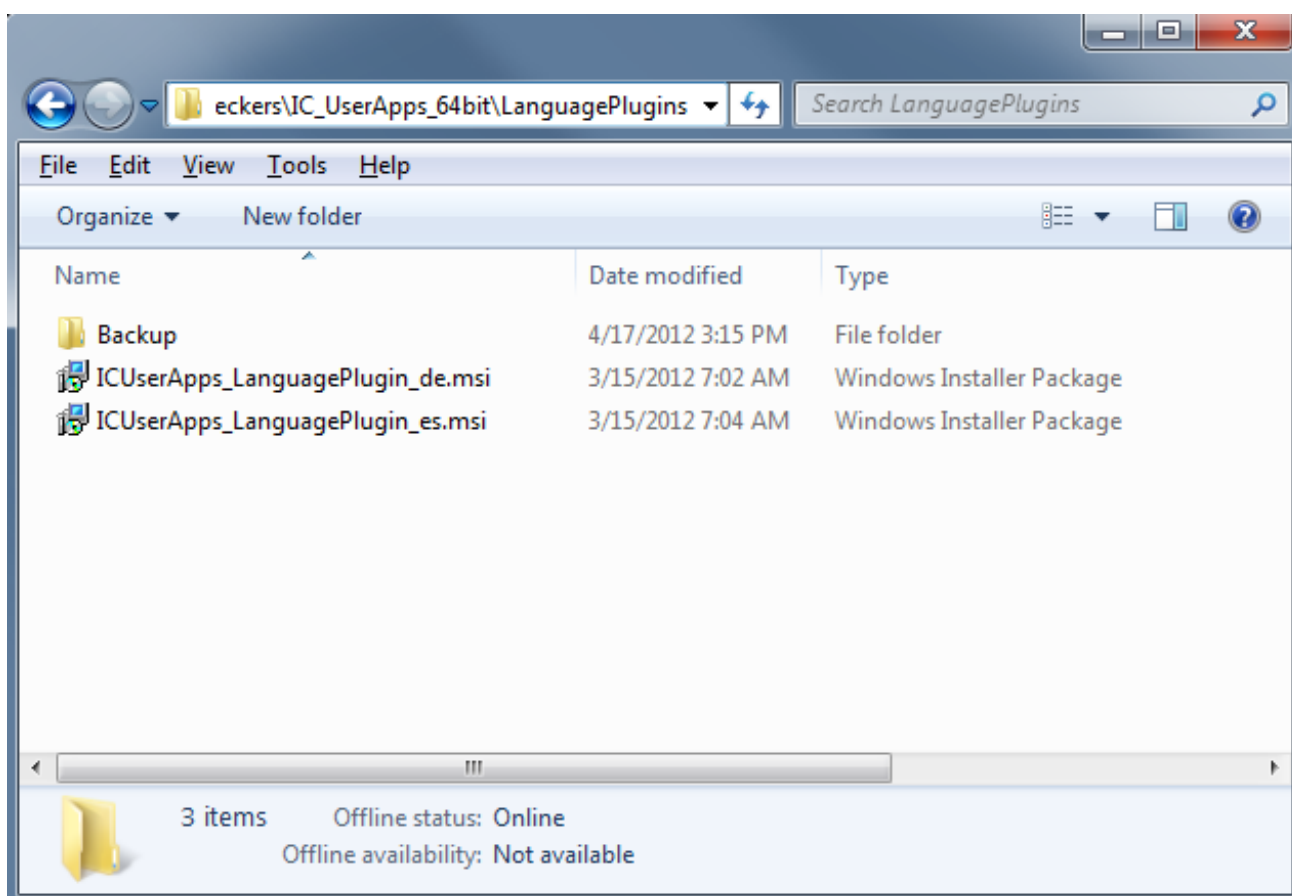 eckers\IC_UserApps_64bit\LanguagePlugins Search LanguagePlugins
File Edit View Tools Help
Organize New folder
Name Date modified Type
Backup 4/17/2012 3:15 PM File folder
ICUserApps_LanguagePlugin_de.msi 3/15/2012 7:02 AM Windows Installer Package
ICUserApps_LanguagePlugin_es.msi 3/15/2012 7:04 AM Windows Installer Package
3 items Offline status: Online
Offline availability: Not available